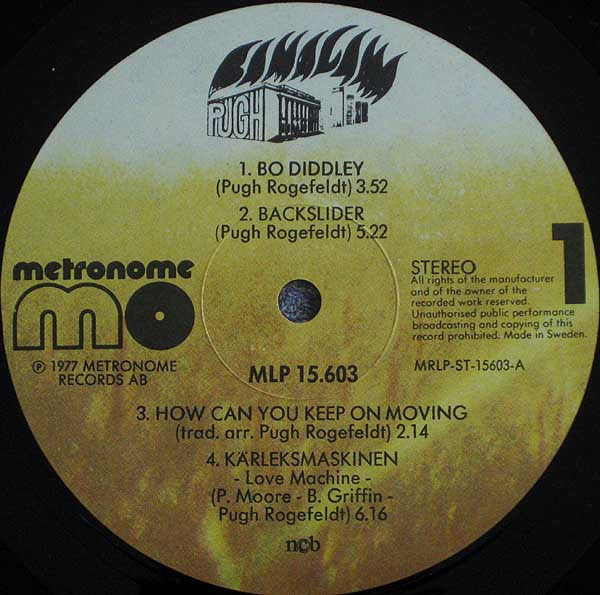 BAMALAM
PUGH
1. BO DIDDLEY
(Pugh Rogefeldt) 3.52
2. BACKSLIDER
(Pugh Rogefeldt) 5.22
metronome
mo
℗ 1977 METRONOME
RECORDS AB
STEREO
1
All rights of the manufacturer
and of the owner of the
recorded work reserved.
Unauthorised public performance
broadcasting and copying of this
record prohibited. Made in Sweden.
MLP 15.603
MRLP-ST-15603-A
3. HOW CAN YOU KEEP ON MOVING
(trad. arr. Pugh Rogefeldt) 2.14
4. KÄRLEKSMASKINEN
- Love Machine -
(P. Moore - B. Griffin -
Pugh Rogefeldt) 6.16
ncb